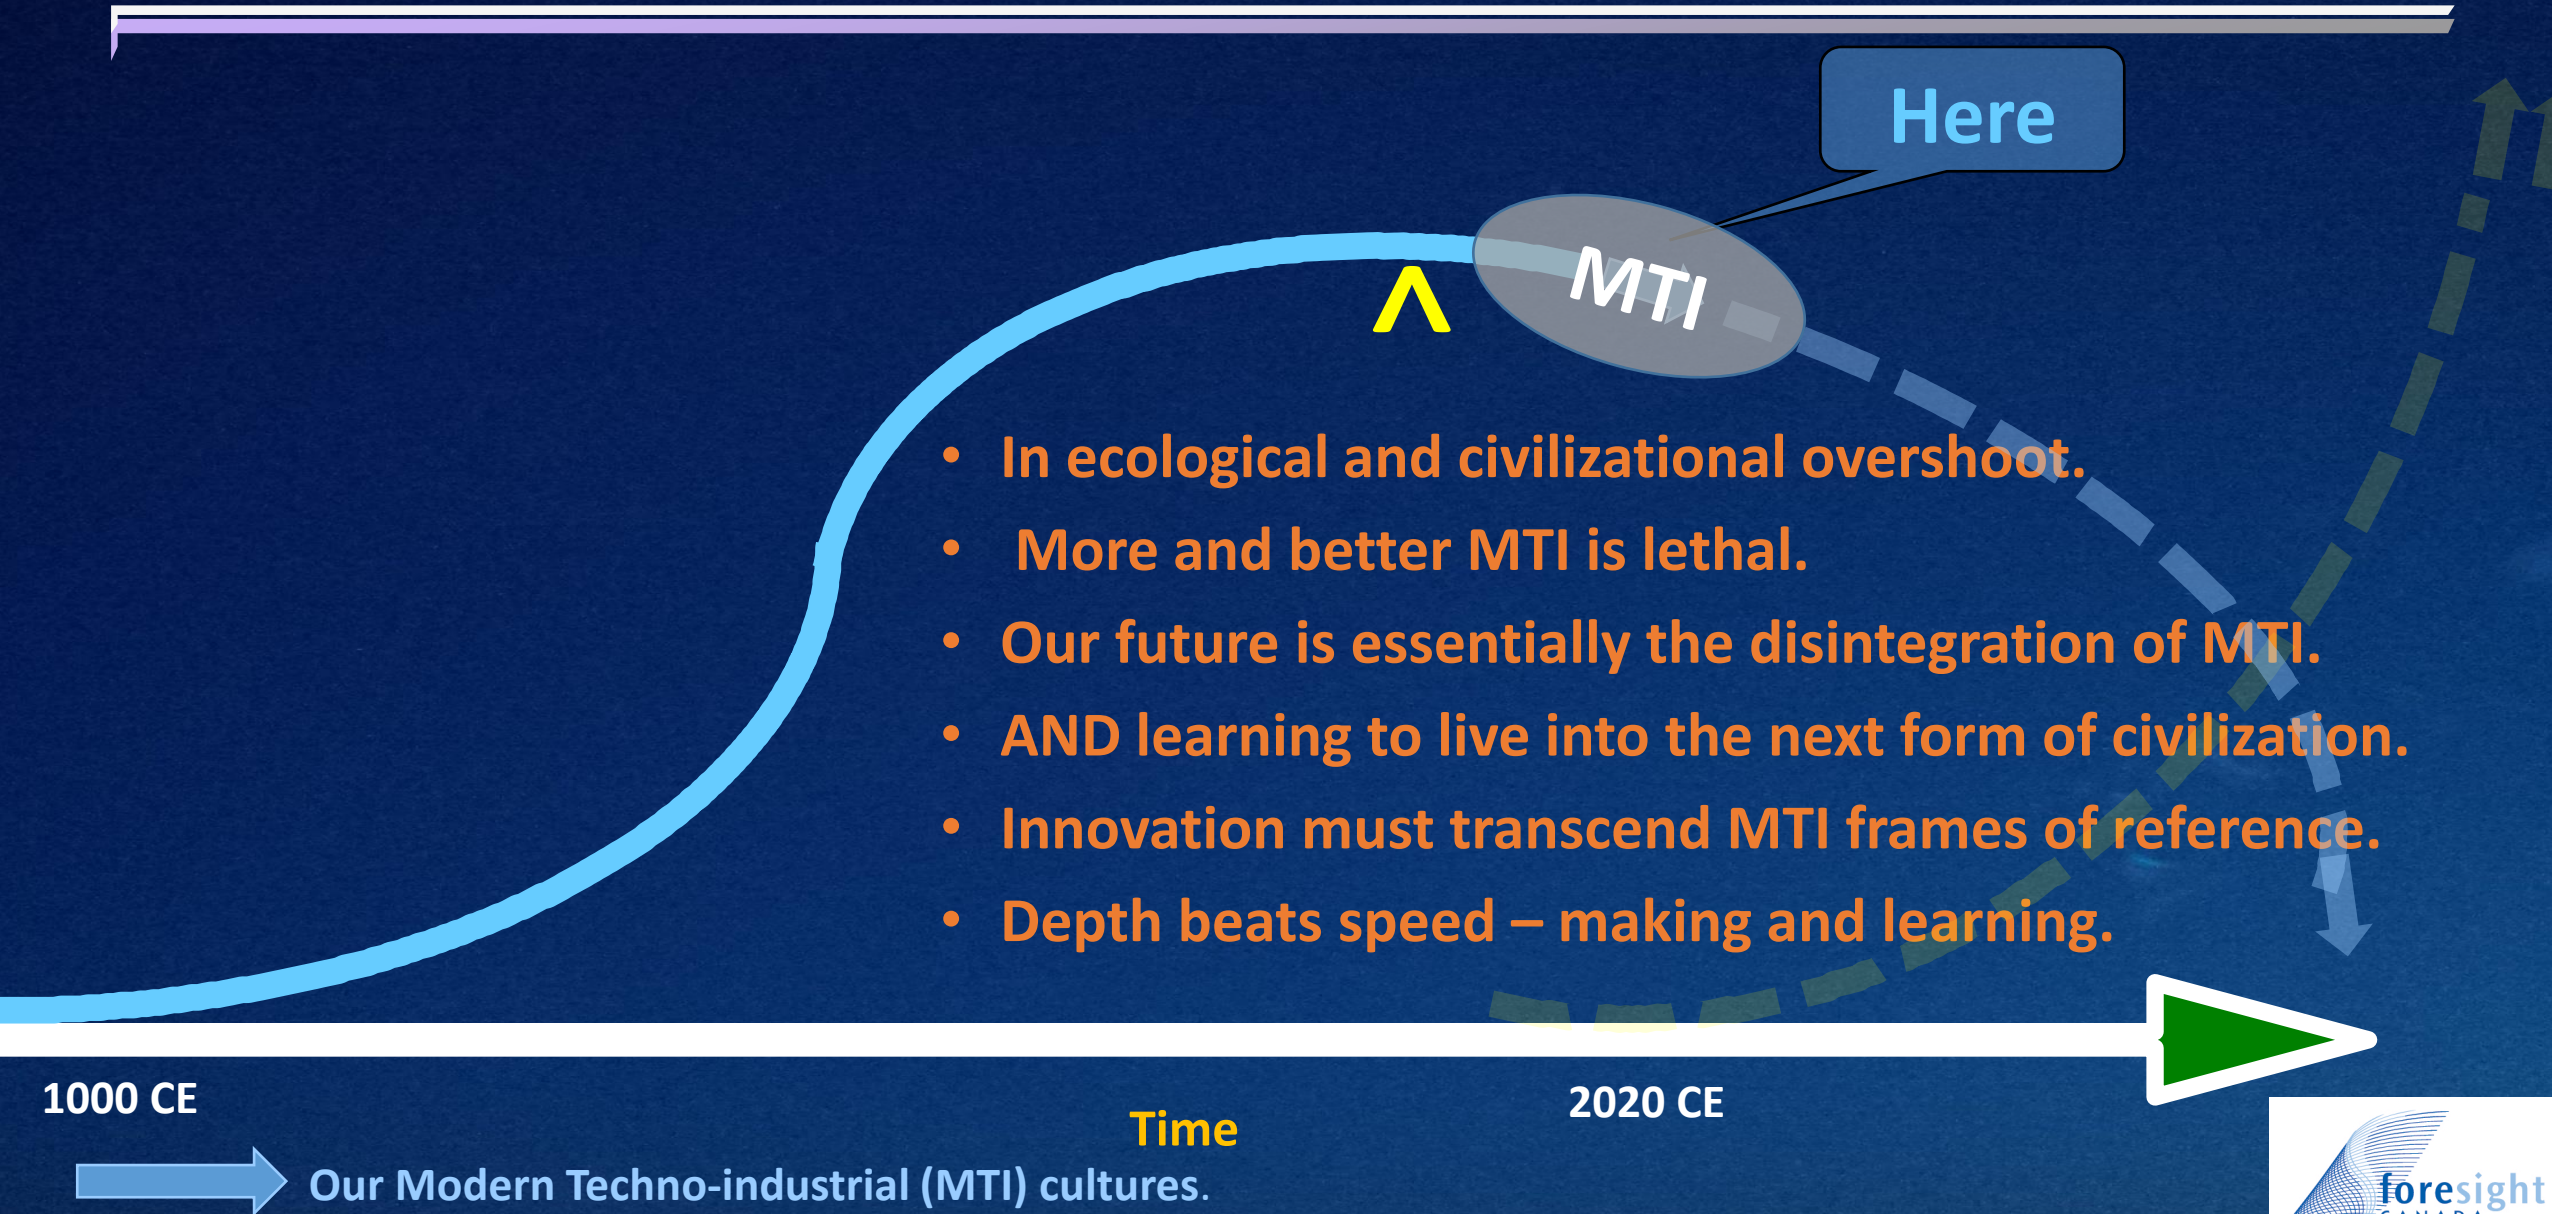 Here
^
MTI
• In ecological and civilizational overshoot.
• More and better MTI is lethal.
• Our future is essentially the disintegration of MTI.
• AND learning to live into the next form of civilization.
• Innovation must transcend MTI frames of reference.
• Depth beats speed – making and learning.
1000 CE
2020 CE
Time
Our Modern Techno-industrial (MTI) cultures.
foresight
CANADA